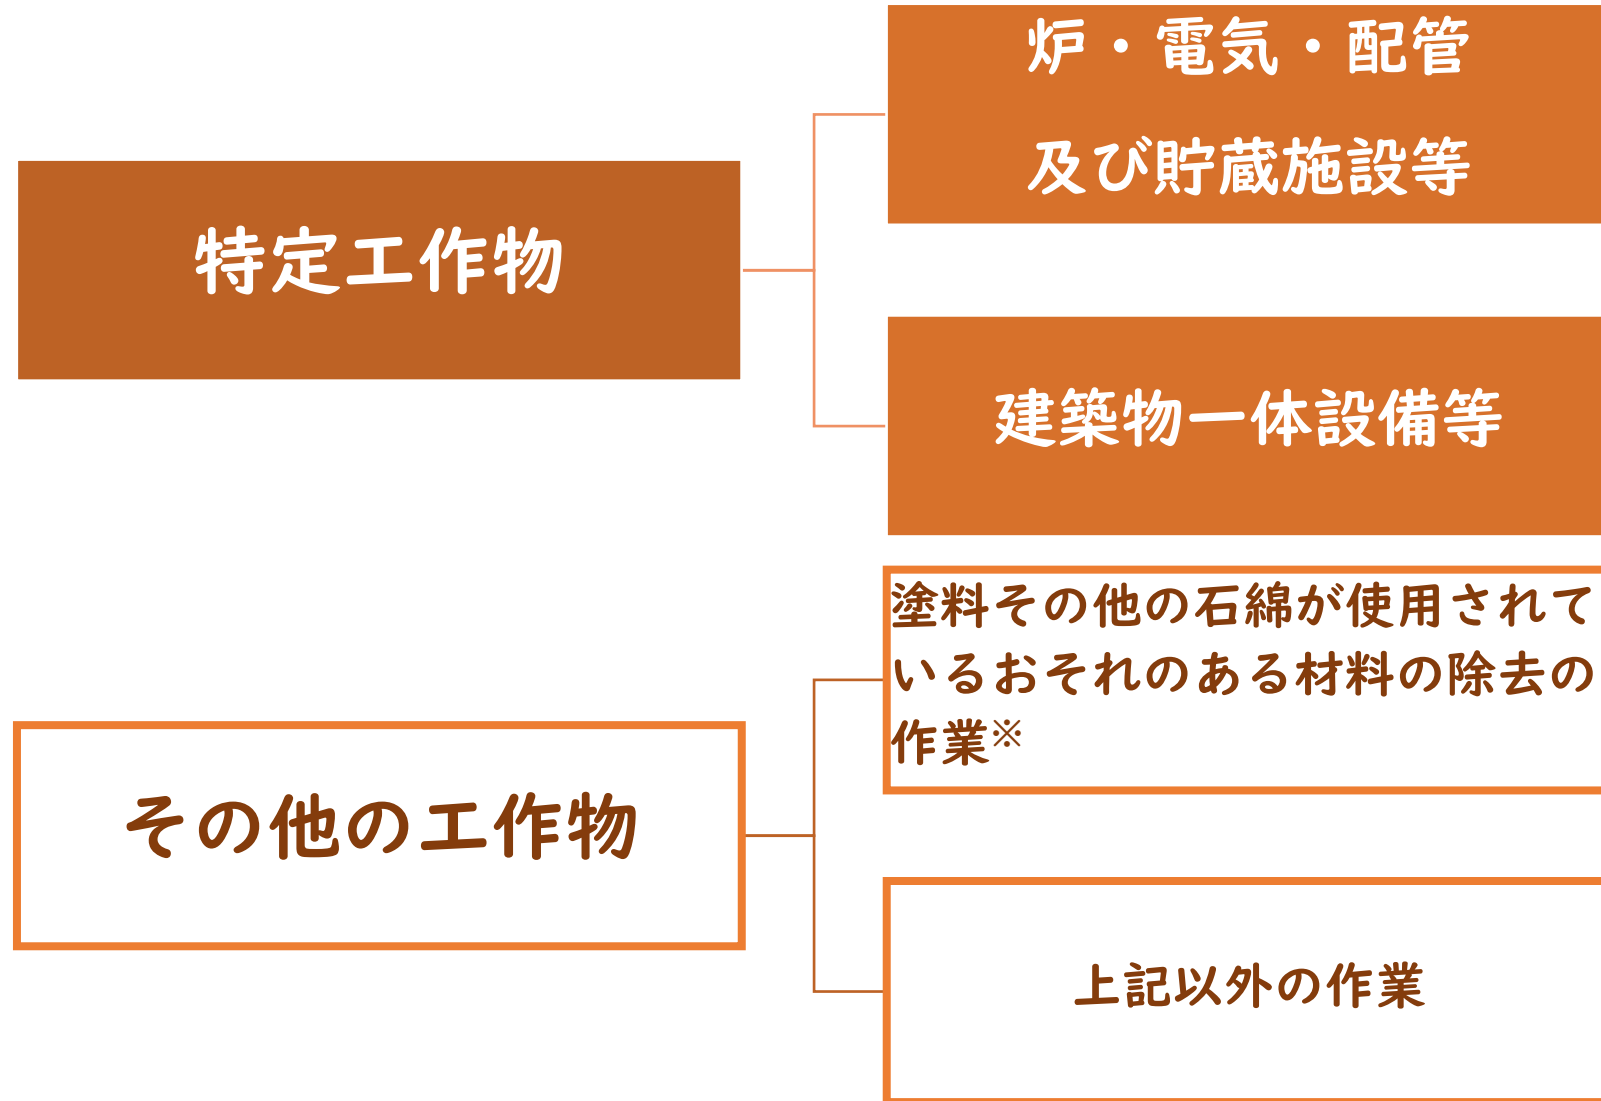 特定工作物
炉・電気・配管
及び貯蔵施設等
建築物一体設備等
その他の工作物
塗料その他の石綿が使用されて
いるおそれのある材料の除去の
作業※
上記以外の作業